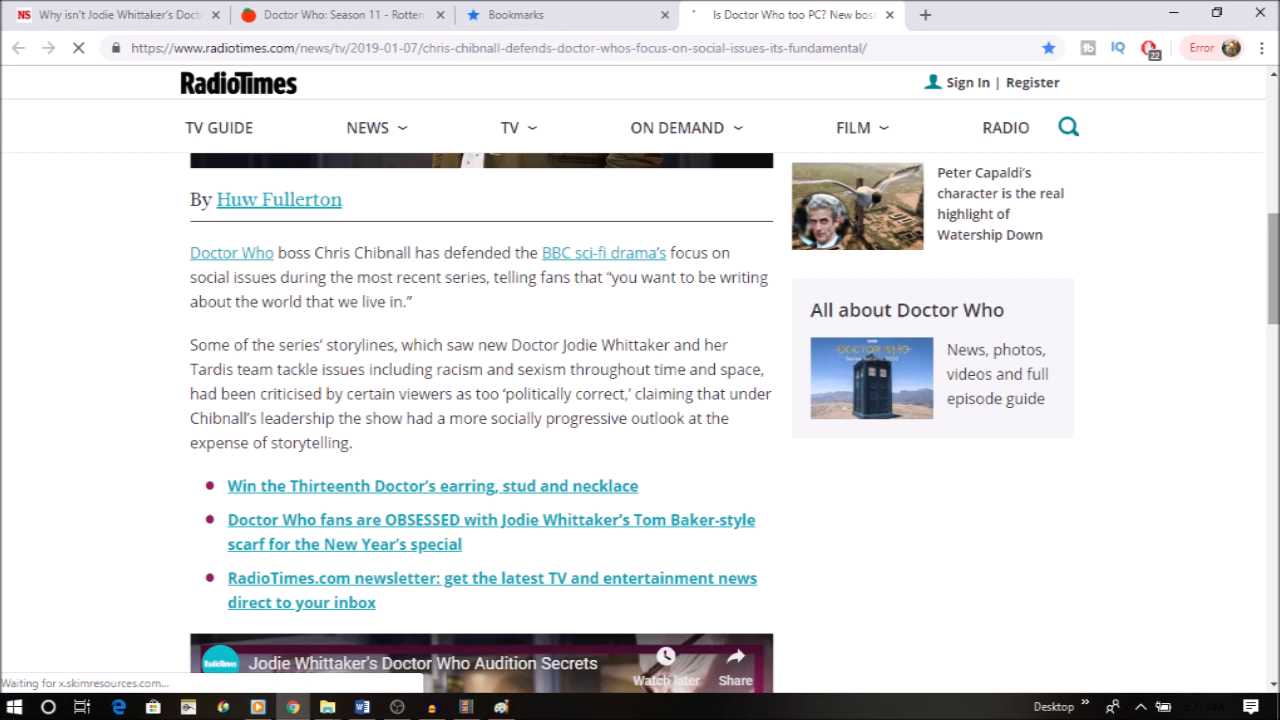 Why isn't Jodie Whittaker's Docto
Doctor Who: Season 11 - Rotten
Bookmarks
Is Doctor Who too PC? New boss
https://www.radiotimes.com/news/tv/2019-01-07/chris-chibnall-defends-doctor-whos-focus-on-social-issues-its-fundamental/
22
Error
RadioTimes
Sign In | Register
TV GUIDE
NEWS
TV
ON DEMAND
FILM
RADIO
By Huw Fullerton
Doctor Who boss Chris Chibnall has defended the BBC sci-fi drama's focus on
social issues during the most recent series, telling fans that “you want to be writing
about the world that we live in.”
Some of the series' storylines, which saw new Doctor Jodie Whittaker and her
Tardis team tackle issues including racism and sexism throughout time and space,
had been criticised by certain viewers as too ‘politically correct,’ claiming that under
Chibnall's leadership the show had a more socially progressive outlook at the
expense of storytelling.
Win the Thirteenth Doctor's earring, stud and necklace
Doctor Who fans are OBSESSED with Jodie Whittaker's Tom Baker-style
scarf for the New Year's special
RadioTimes.com newsletter: get the latest TV and entertainment news
direct to your inbox
RadioTimes
Jodie Whittaker's Doctor Who Audition Secrets
Watch later
Share
Peter Capaldi's
character is the real
highlight of
Watership Down
All about Doctor Who
DOCTOR WHO
News, photos,
videos and full
episode guide
Waiting for x.skimresources.com...
Desktop